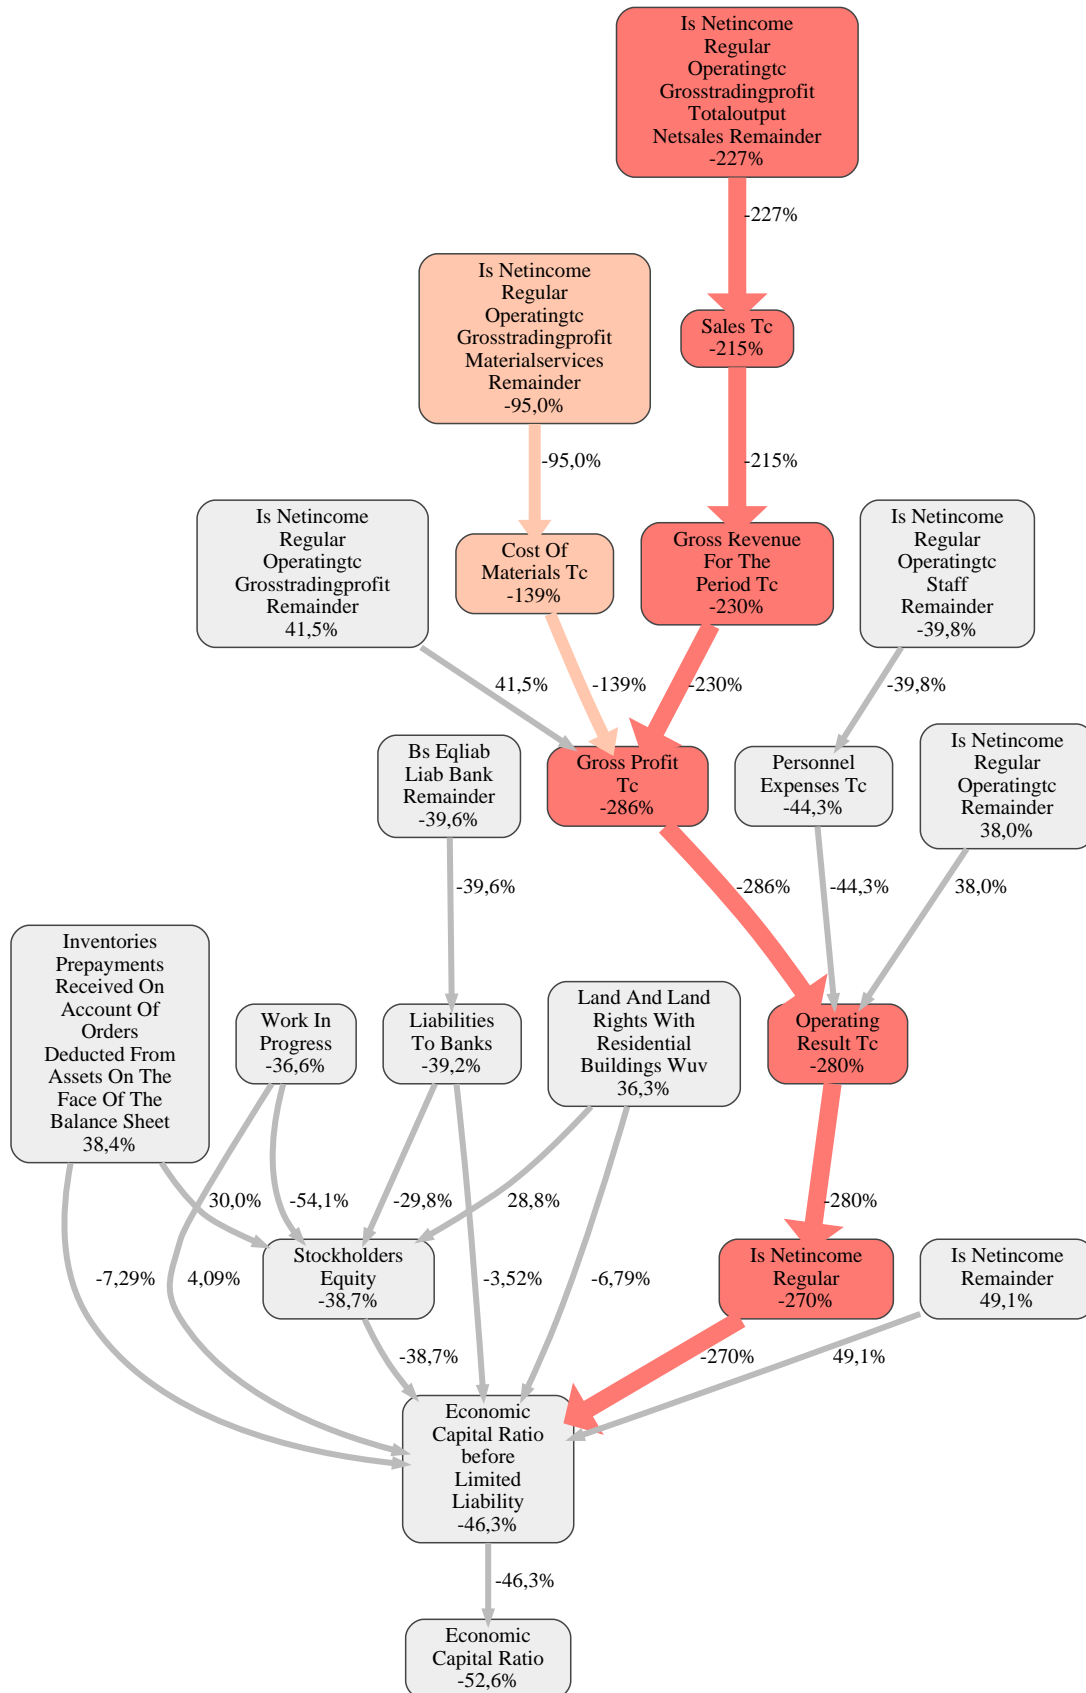 Is Netincome
Regular
Operatingtc
Grosstradingprofit
Totaloutput
Netsales Remainder
-227%
-227%
Is Netincome
Regular
Operatingtc
Grosstradingprofit
Materialservices
Remainder
-95,0%
Sales Tc
-215%
-95,0%
-215%
Is Netincome
Regular
Operatingtc
Grosstradingprofit
Remainder
41,5%
Cost Of
Materials Tc
-139%
Gross Revenue
For The
Period Tc
-230%
Is Netincome
Regular
Operatingtc
Staff
Remainder
-39,8%
41,5%
-139%
-230%
-39,8%
Bs Eqliab
Liab Bank
Remainder
-39,6%
Gross Profit
Tc
-286%
Personnel
Expenses Tc
-44,3%
Is Netincome
Regular
Operatingtc
Remainder
38,0%
-39,6%
-286%
-44,3%
38,0%
Inventories
Prepayments
Received On
Account Of
Orders
Deducted From
Assets On The
Face Of The
Balance Sheet
38,4%
Work In
Progress
-36,6%
Liabilities
To Banks
-39,2%
Land And Land
Rights With
Residential
Buildings Wuv
36,3%
Operating
Result Tc
-280%
30,0%
-54,1%
-29,8%
28,8%
-280%
-7,29%
4,09%
Stockholders
Equity
-38,7%
-3,52%
-6,79%
Is Netincome
Regular
-270%
Is Netincome
Remainder
49,1%
-38,7%
-270%
49,1%
Economic
Capital Ratio
before
Limited
Liability
-46,3%
-46,3%
Economic
Capital Ratio
-52,6%